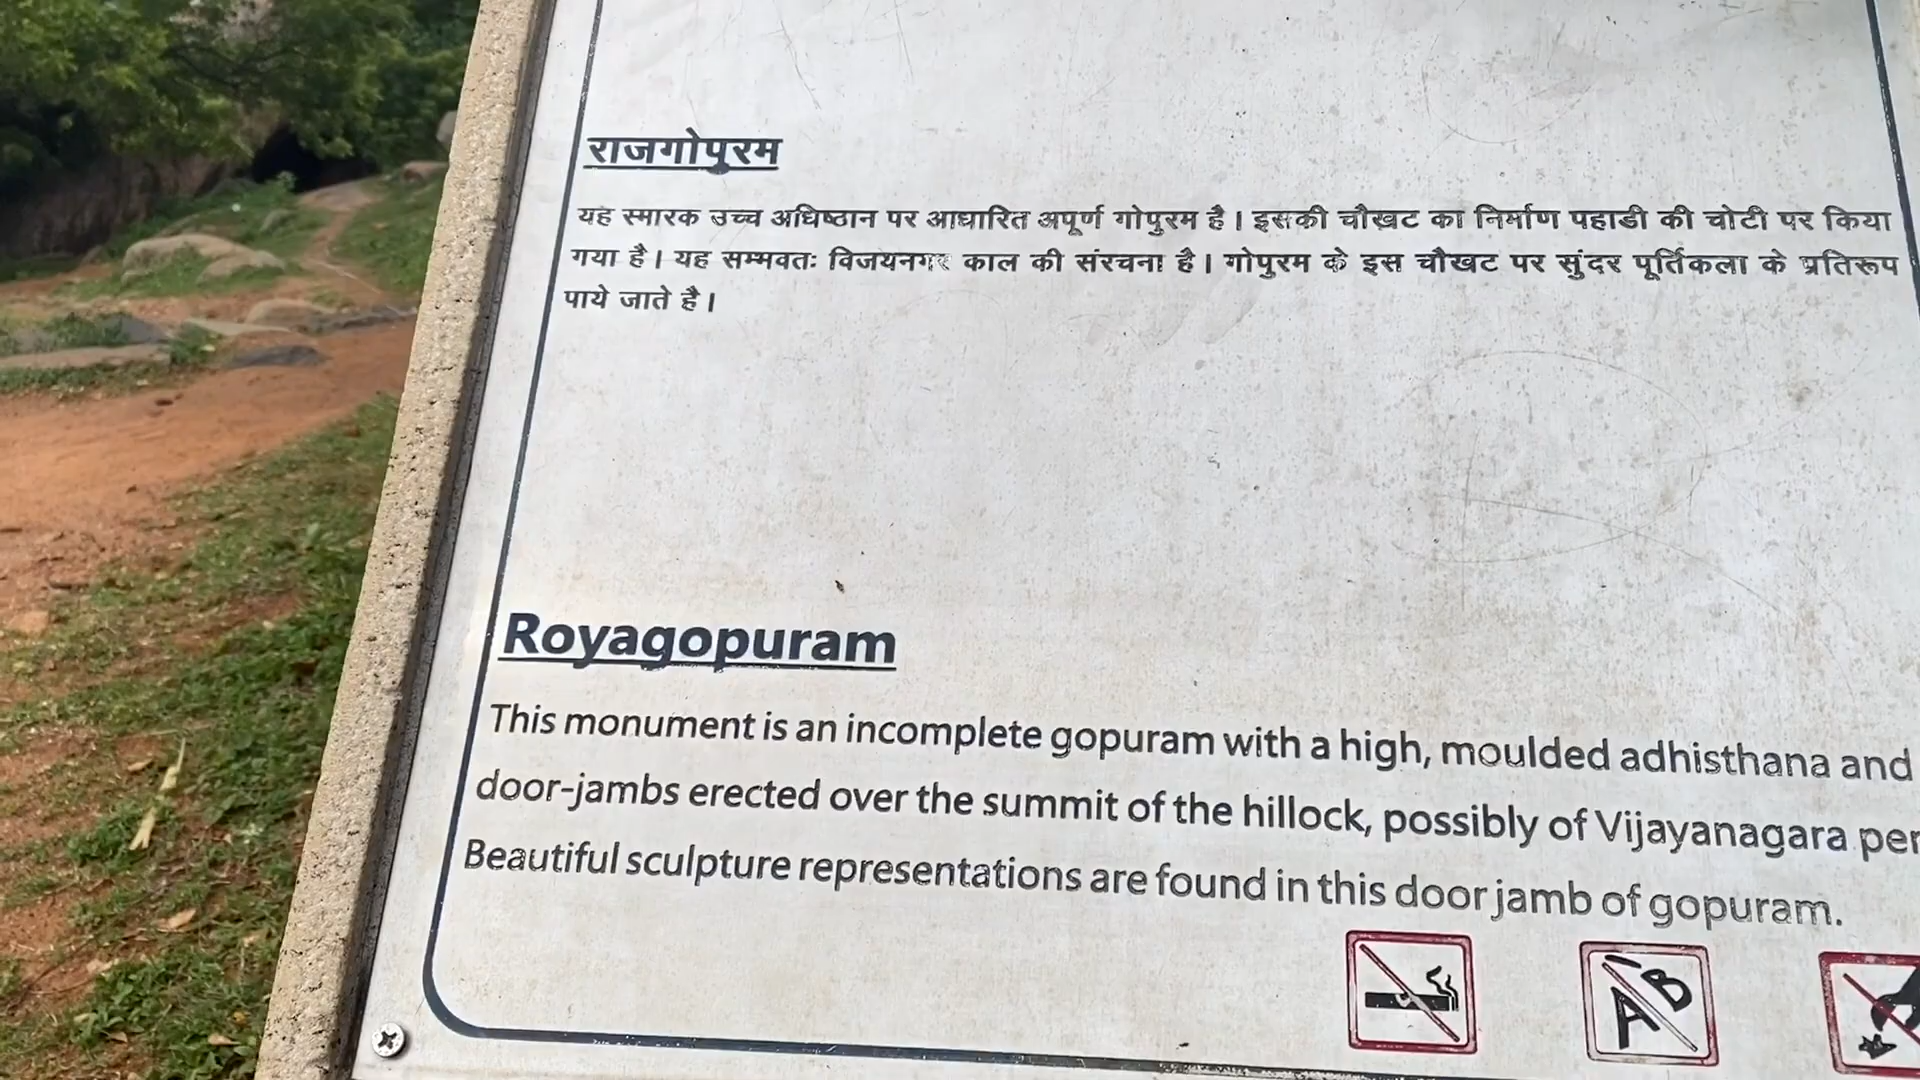 राजगोपुरम
यह स्मारक उच्च अधिष्ठान पर आधारित अपूर्ण गोपुरम है। इसकी चौखट का निर्माण पहाडी की चोटी पर किया
गया है। यह सम्भवतः विजयनगर काल की संरचना है। गोपुरम के इस चौखट पर सुंदर पूर्तिकला के प्रतिरूप
पाये जाते है।
Royagopuram
This monument is an incomplete gopuram with a high, moulded adhisthana and
door-jambs erected over the summit of the hillock, possibly of Vijayanagara
Beautiful sculpture representations are found in this door jamb of gopuram.
A B